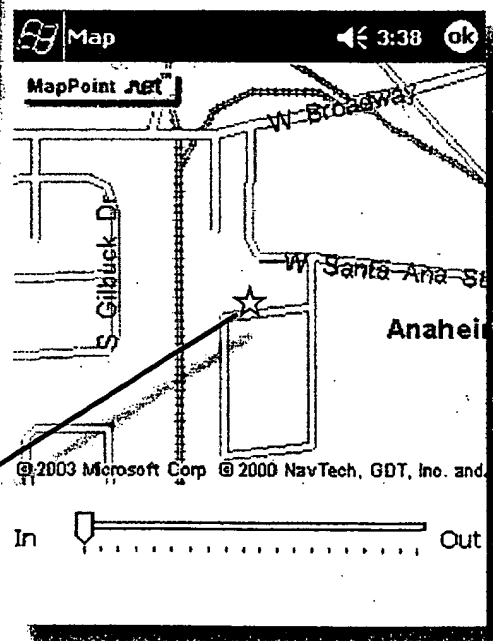 Map 3:38 ok
MapPoint .net™
W Broadway
S Gilbuck Dr
W Santa Ana St
Anahei
©2003 Microsoft Corp © 2000 NavTech, GDT, Inc. and
In Out